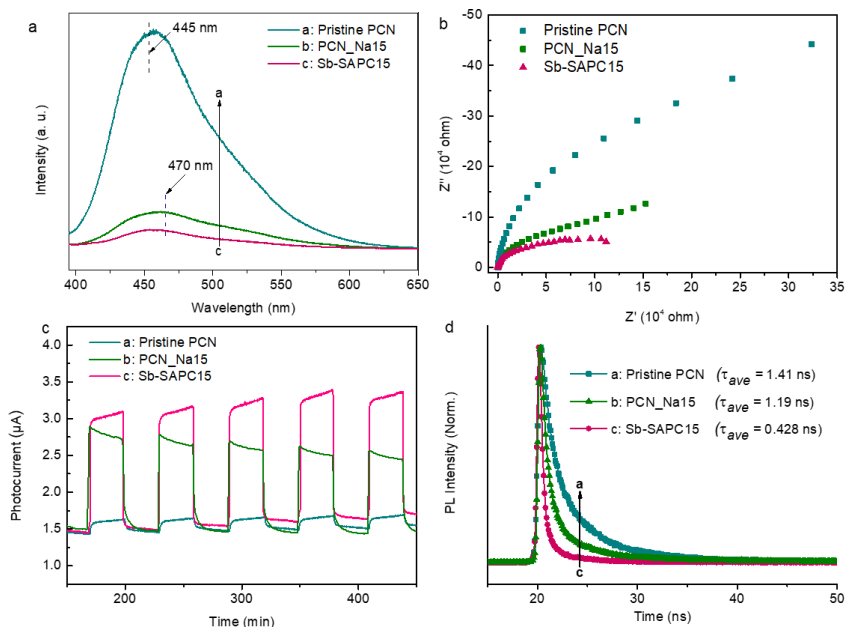 a
445 nm
a: Pristine PCN
b: PCN_Na15
c: Sb-SAPC15
a
470 nm
c
Intensity (a. u.)
400 450 500 550 600 650
Wavelength (nm)
b
Pristine PCN
PCN_Na15
Sb-SAPC15
-50
-40
-30
-20
-10
0
Z'' (10⁴ ohm)
0 5 10 15 20 25 30 35
Z' (10⁴ ohm)
c
a: Pristine PCN
b: PCN_Na15
c: Sb-SAPC15
4.0
3.5
3.0
2.5
2.0
1.5
1.0
Photocurrent (µA)
200 300 400
Time (min)
d
a: Pristine PCN (τave = 1.41 ns)
b: PCN_Na15 (τave = 1.19 ns)
c: Sb-SAPC15 (τave = 0.428 ns)
a
c
PL Intensity (Norm.)
20 30 40 50
Time (ns)